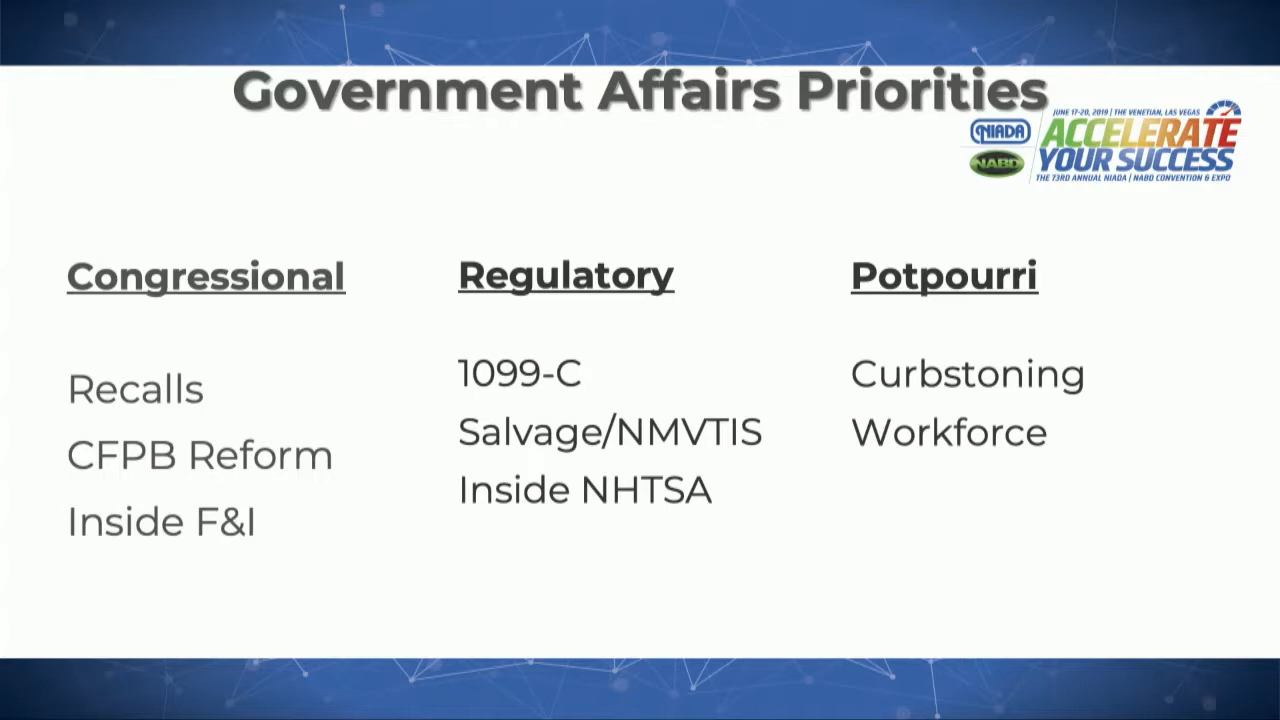 Government Affairs Priorities
JUNE 17-20, 2019 | THE VENETIAN, LAS VEGAS
NIADA
ACCELERATE
NABD
YOUR SUCCESS
THE 73RD ANNUAL NIADA | NABD CONVENTION & EXPO
Congressional
Recalls
CFPB Reform
Inside F&I
Regulatory
1099-C
Salvage/NMVTIS
Inside NHTSA
Potpourri
Curbstoning
Workforce